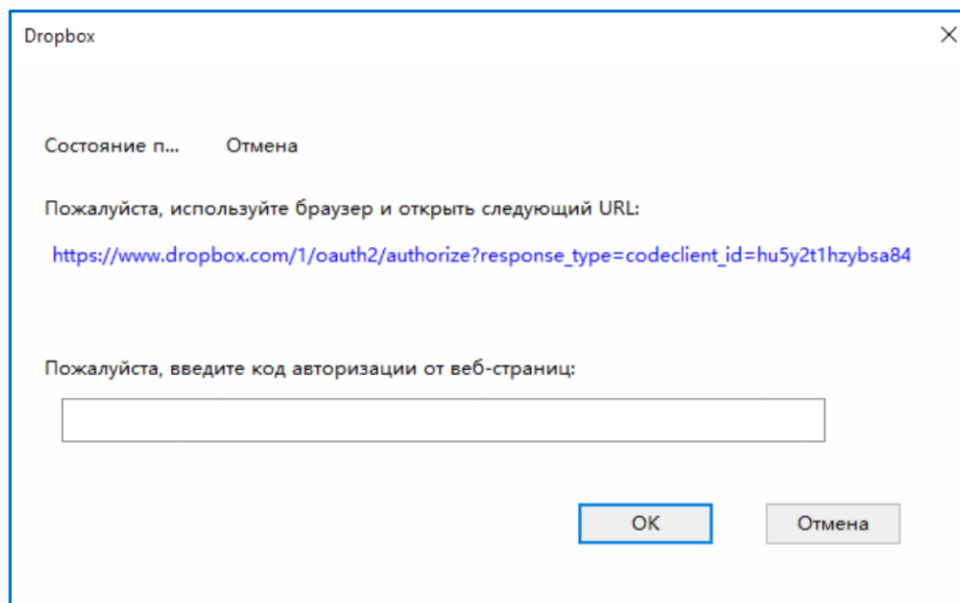 Dropbox
Состояние п... Отмена
Пожалуйста, используйте браузер и открыть следующий URL:
https://www.dropbox.com/1/oauth2/authorize?response_type=codeclient_id=hu5y2t1hzybsa84
Пожалуйста, введите код авторизации от веб-страниц:
OK Отмена